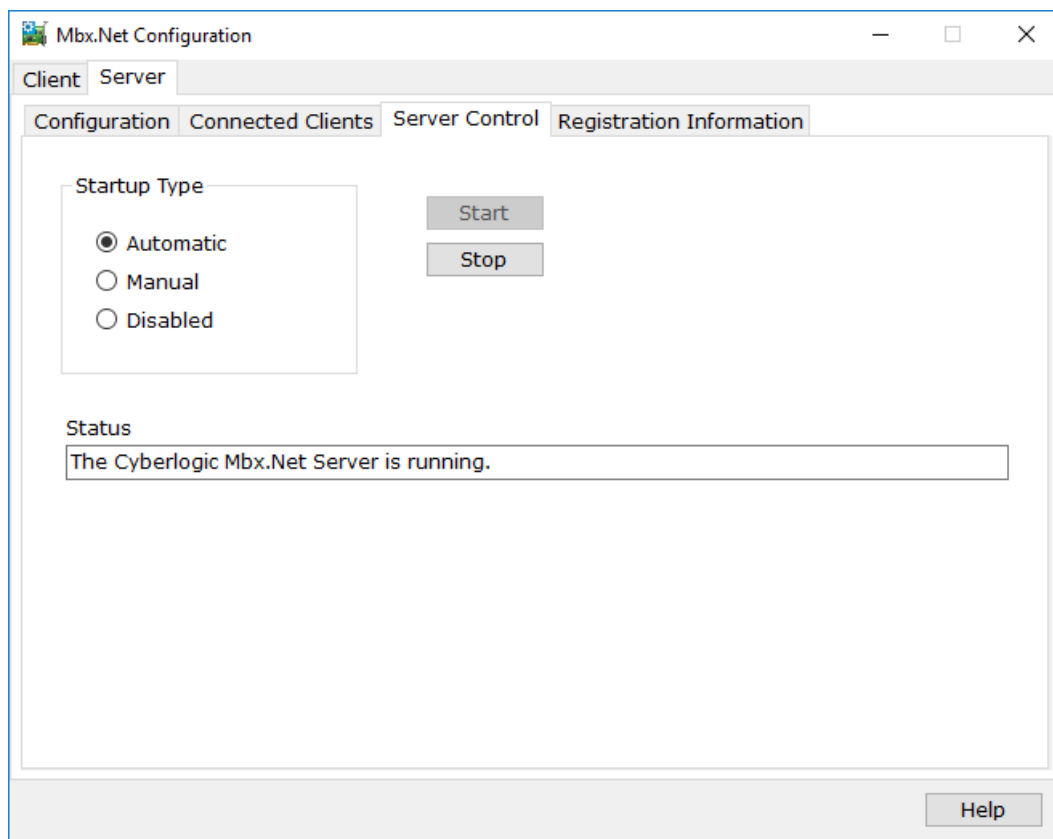 Mbx.Net Configuration
Client Server
Configuration Connected Clients Server Control Registration Information
Startup Type
Automatic
Manual
Disabled
Start
Stop
Status
The Cyberlogic Mbx.Net Server is running.
Help